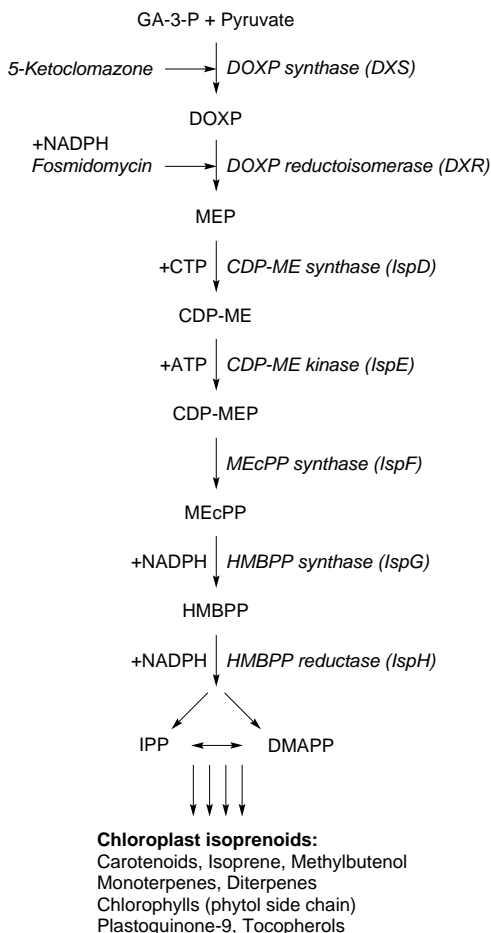 GA-3-P + Pyruvate
5-Ketoclomazone
DOXP synthase (DXS)
DOXP
+NADPH
Fosmidomycin
DOXP reductoisomerase (DXR)
MEP
+CTP
CDP-ME synthase (IspD)
CDP-ME
+ATP
CDP-ME kinase (IspE)
CDP-MEP
MEcPP synthase (IspF)
MEcPP
+NADPH
HMBPP synthase (IspG)
HMBPP
+NADPH
HMBPP reductase (IspH)
IPP
DMAPP
Chloroplast isoprenoids:
Carotenoids, Isoprene, Methylbutenol
Monoterpenes, Diterpenes
Chlorophylls (phytol side chain)
Plastoquinone-9, Tocopherols